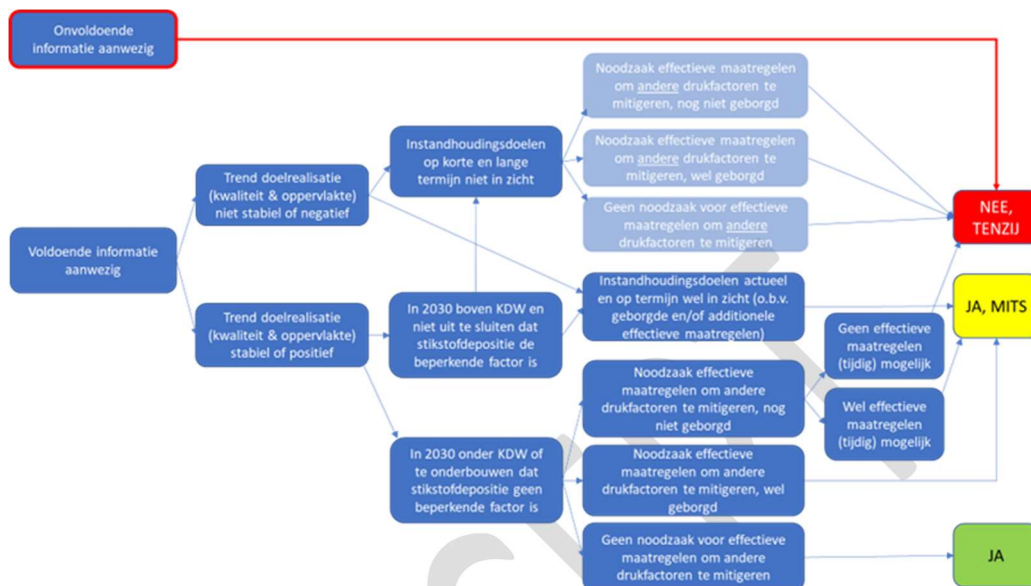 Onvoldoende
informatie aanwezig
Noodzaak effectieve maatregelen
om andere drukfactoren te
mitigeren, nog niet geborgd
Instandhoudingsdoelen
op korte en lange
termijn niet in zicht
Noodzaak effectieve maatregelen
om andere drukfactoren te
mitigeren, wel geborgd
Trend doelrealisatie
(kwaliteit & oppervlakte)
niet stabiel of negatief
Geen noodzaak voor effectieve
maatregelen om andere
drukfactoren te mitigeren
NEE,
TENZIJ
Voldoende informatie
aanwezig
Instandhoudingsdoelen actueel
en op termijn wel in zicht (o.b.v.
geborgde en/of additionele
effectieve maatregelen)
JA, MITS
Trend doelrealisatie
(kwaliteit & oppervlakte)
stabiel of positief
In 2030 boven KDW en
niet uit te sluiten dat
stikstofdepositie de
beperkende factor is
Geen effectieve
maatregelen
(tijdig) mogelijk
Noodzaak effectieve
maatregelen om andere
drukfactoren te mitigeren, nog
niet geborgd
Wel effectieve
maatregelen
(tijdig) mogelijk
In 2030 onder KDW of
te onderbouwen dat
stikstofdepositie geen
beperkende factor is
Noodzaak effectieve
maatregelen om andere
drukfactoren te mitigeren, wel
geborgd
Geen noodzaak voor effectieve
maatregelen om andere
drukfactoren te mitigeren
JA